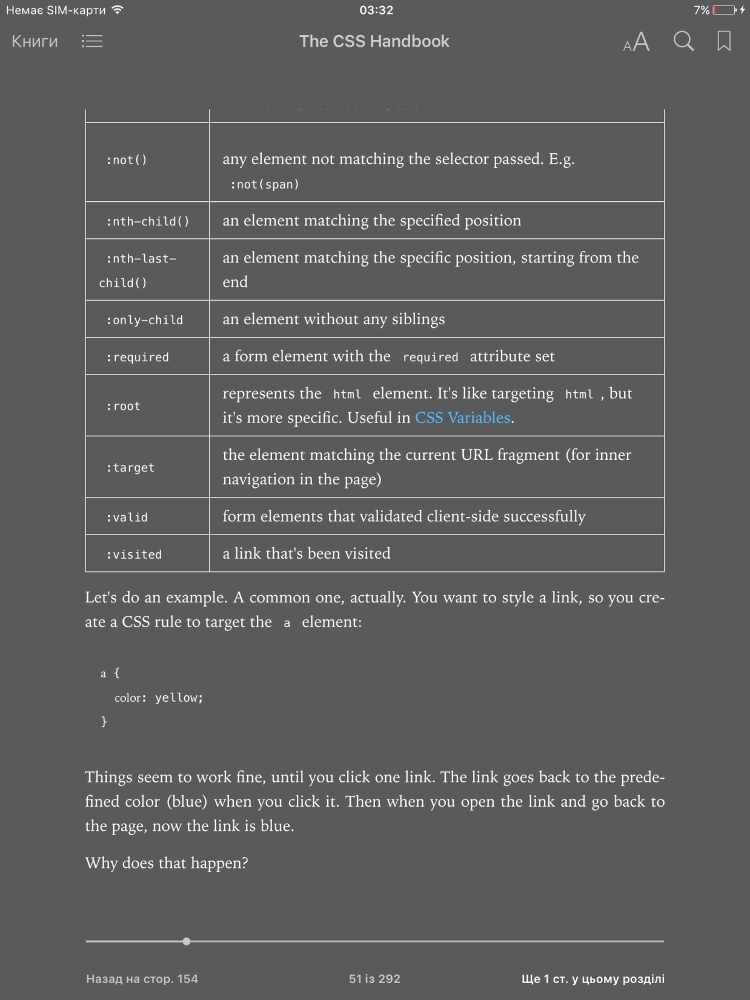 Немає SIM-карти 03:32 7%
Книги The CSS Handbook AA
:not() any element not matching the selector passed. E.g.
:not(span)
:nth-child() an element matching the specified position
:nth-last- an element matching the specific position, starting from the
child() end
:only-child an element without any siblings
:required a form element with the required attribute set
represents the html element. It's like targeting html , but
:root
it's more specific. Useful in CSS Variables.
the element matching the current URL fragment (for inner
:target
navigation in the page)
:valid form elements that validated client-side successfully
:visited a link that's been visited
Let's do an example. A common one, actually. You want to style a link, so you cre-
ate a CSS rule to target the a element:
a {
color: yellow;
}
Things seem to work fine, until you click one link. The link goes back to the prede-
fined color (blue) when you click it. Then when you open the link and go back to
the page, now the link is blue.
Why does that happen?
Назад на стор. 154 51 із 292 Ще 1 ст. у цьому розділі